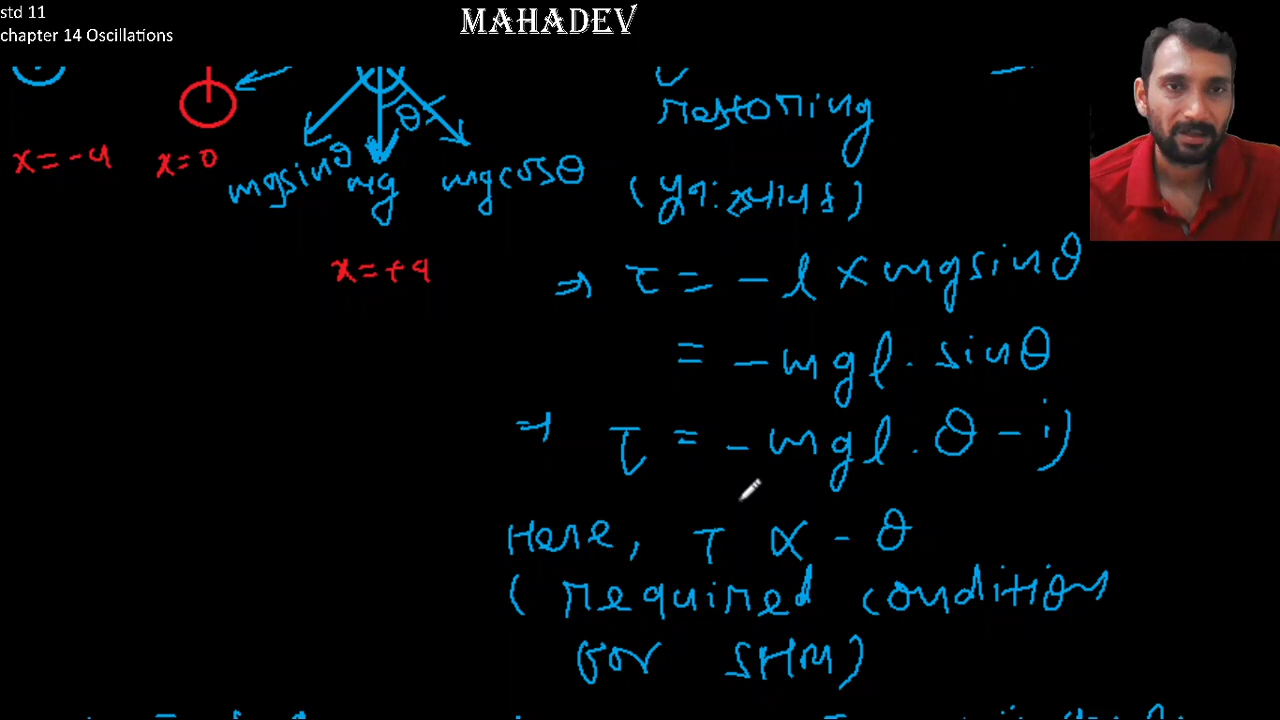 std 11
chapter 14 Oscillations
MAHADEV
restoring
θ
x = -a
x = 0
mgsinθ
mg
mgcosθ
x = +a
⇒ τ = - l × mgsinθ
= - mgl . sinθ
⇒ τ = - mgl . θ - i)
Here, τ ∝ - θ
( required condition
for SHM)